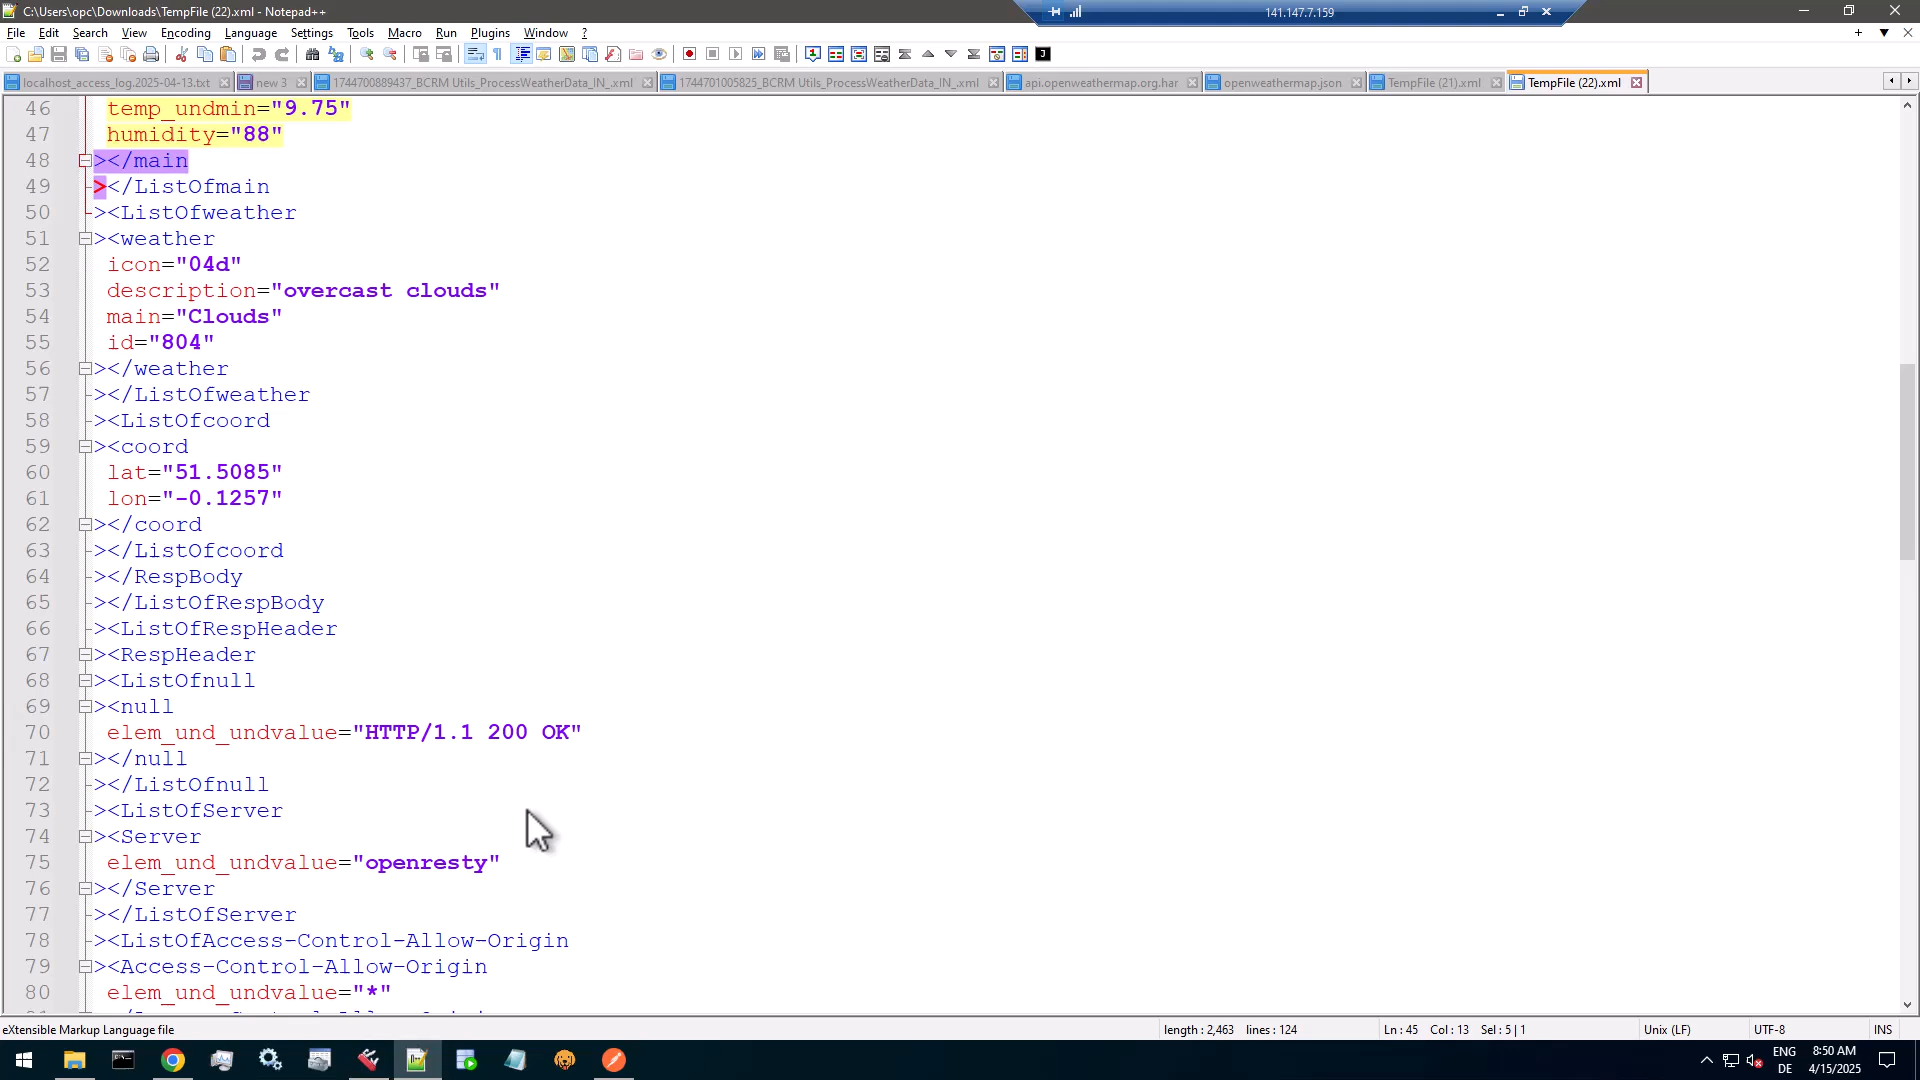 C:\Users\opc\Downloads\TempFile (22).xml - Notepad++
141.147.7.159
File Edit Search View Encoding Language Settings Tools Macro Run Plugins Window ?
localhost_access_log.2025-04-13.txt new 3 1744700889437_BCRM Utils_ProcessWeatherData_IN_.xml 1744701005825_BCRM Utils_ProcessWeatherData_IN_.xml api.openweathermap.org.har openweathermap.json TempFile (21).xml TempFile (22).xml
46 temp_undmin="9.75"
47 humidity="88"
48 ></main
49 ></ListOfmain
50 ><ListOfweather
51 ><weather
52 icon="04d"
53 description="overcast clouds"
54 main="Clouds"
55 id="804"
56 ></weather
57 ></ListOfweather
58 ><ListOfcoord
59 ><coord
60 lat="51.5085"
61 lon="-0.1257"
62 ></coord
63 ></ListOfcoord
64 ></RespBody
65 ></ListOfRespBody
66 ><ListOfRespHeader
67 ><RespHeader
68 ><ListOfnull
69 ><null
70 elem_und_undvalue="HTTP/1.1 200 OK"
71 ></null
72 ></ListOfnull
73 ><ListOfServer
74 ><Server
75 elem_und_undvalue="openresty"
76 ></Server
77 ></ListOfServer
78 ><ListOfAccess-Control-Allow-Origin
79 ><Access-Control-Allow-Origin
80 elem_und_undvalue="*"
eXtensible Markup Language file length : 2,463 lines : 124 Ln : 45 Col : 13 Sel : 5 | 1 Unix (LF) UTF-8 INS
ENG 8:50 AM
DE 4/15/2025